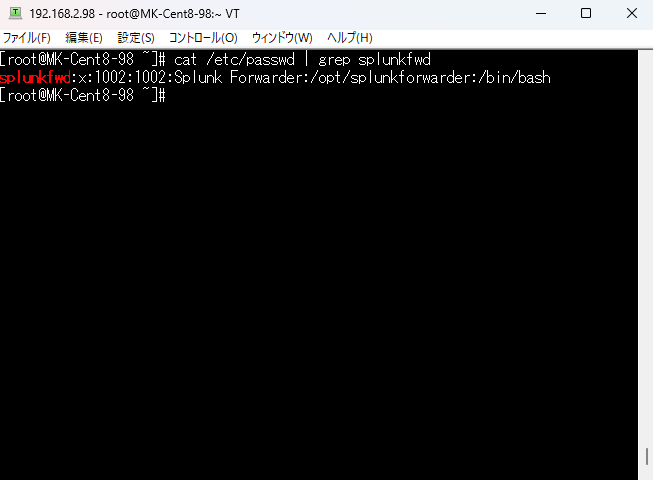 192.168.2.98 - root@MK-Cent8-98:~ VT
ファイル(F) 編集(E) 設定(S) コントロール(O) ウィンドウ(W) ヘルプ(H)
[root@MK-Cent8-98 ~]# cat /etc/passwd | grep splunkfwd
splunkfwd:x:1002:1002:Splunk Forwarder:/opt/splunkforwarder:/bin/bash
[root@MK-Cent8-98 ~]#